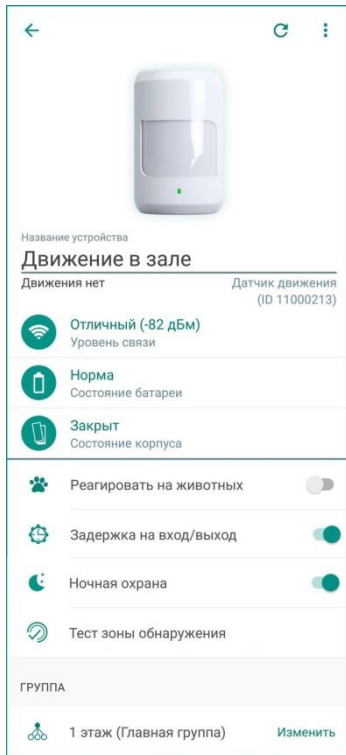 Название устройства
Движение в зале
Движения нет
Датчик движения
(ID 11000213)
Отличный (-82 дБм)
Уровень связи
Норма
Состояние батареи
Закрыт
Состояние корпуса
Реагировать на животных
Задержка на вход/выход
Ночная охрана
Тест зоны обнаружения
ГРУППА
1 этаж (Главная группа) Изменить